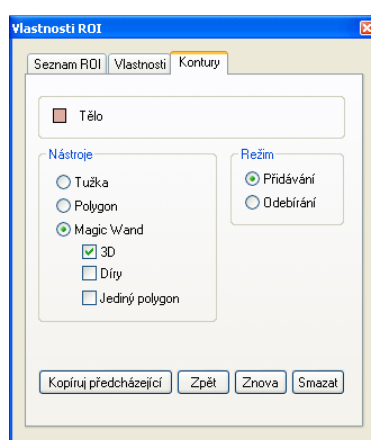 Vlastnosti ROI
Seznam ROI Vlastnosti Kontury
Tělo
Nástroje
Tužka
Polygon
Magic Wand
3D
Díry
Jediný polygon
Režim
Přidávání
Odebírání
Kopíruj předcházející Zpět Znova Smazat